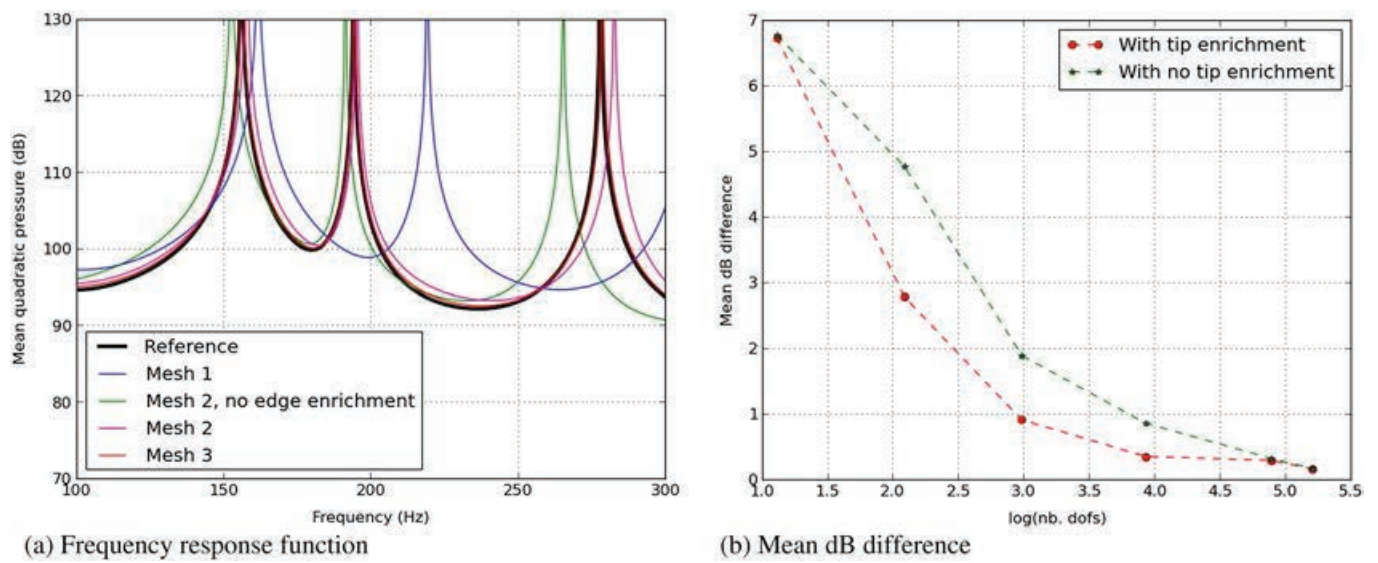 130
120
110
100
90
80
70
100
150
200
250
300
Mean quadratic pressure (dB)
Frequency (Hz)
Reference
Mesh 1
Mesh 2, no edge enrichment
Mesh 2
Mesh 3
(a) Frequency response function
7
6
5
4
3
2
1
0
1.0
1.5
2.0
2.5
3.0
3.5
4.0
4.5
5.0
5.5
Mean dB difference
log(nb. dofs)
With tip enrichment
With no tip enrichment
(b) Mean dB difference